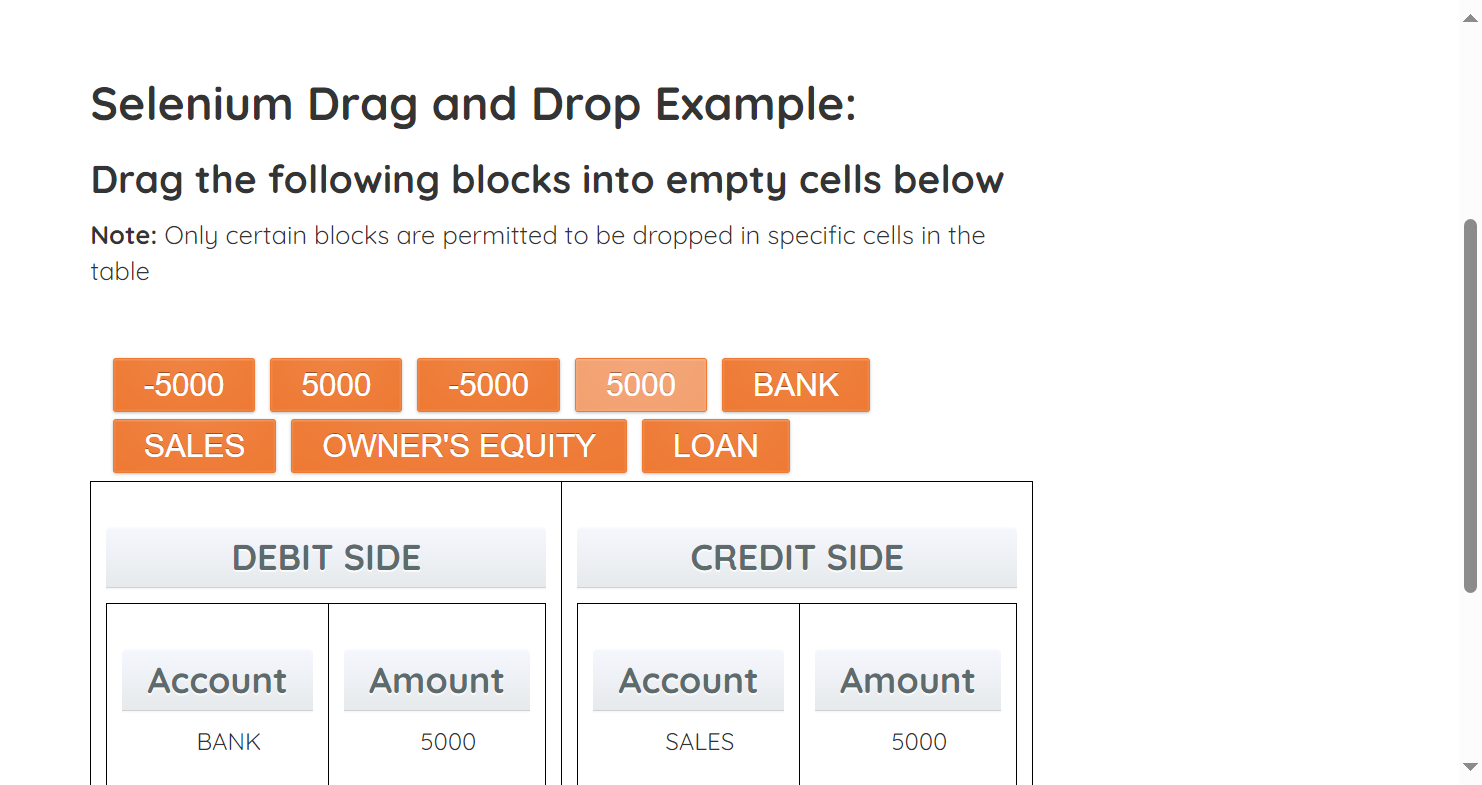 Selenium Drag and Drop Example:
Drag the following blocks into empty cells below
Note: Only certain blocks are permitted to be dropped in specific cells in the
table
-5000 5000 -5000 5000 BANK
SALES OWNER'S EQUITY LOAN
DEBIT SIDE CREDIT SIDE
Account Amount Account Amount
BANK 5000 SALES 5000